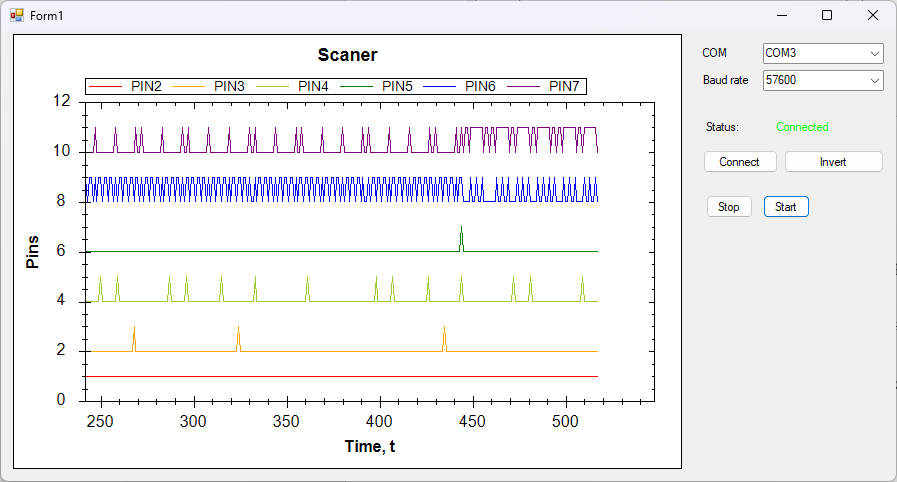 Form1
Scaner
PIN2 PIN3 PIN4 PIN5 PIN6 PIN7
12
10
8
6
4
2
0
Pins
250 300 350 400 450 500
Time, t
COM COM3
Baud rate 57600
Status: Connected
Connect Invert
Stop Start